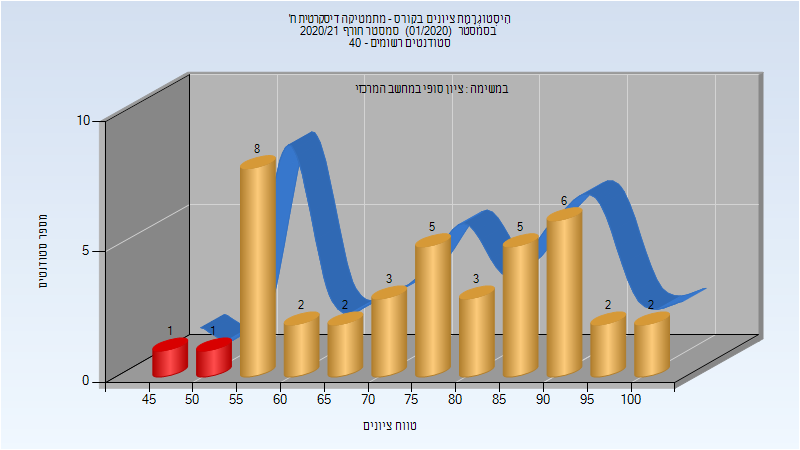 היסטוגרמת ציונים בקורס - מתמטיקה דיסקרטית ח'
בסמסטר (01/2020) סמסטר חורף 2020/21
סטודנטים רשומים - 40
במשימה : ציון סופי במחשב המרכזי
10
5
0
מספר סטודנטים
1
1
8
2
2
3
5
3
5
6
2
2
45 50 55 60 65 70 75 80 85 90 95 100
טווח ציונים